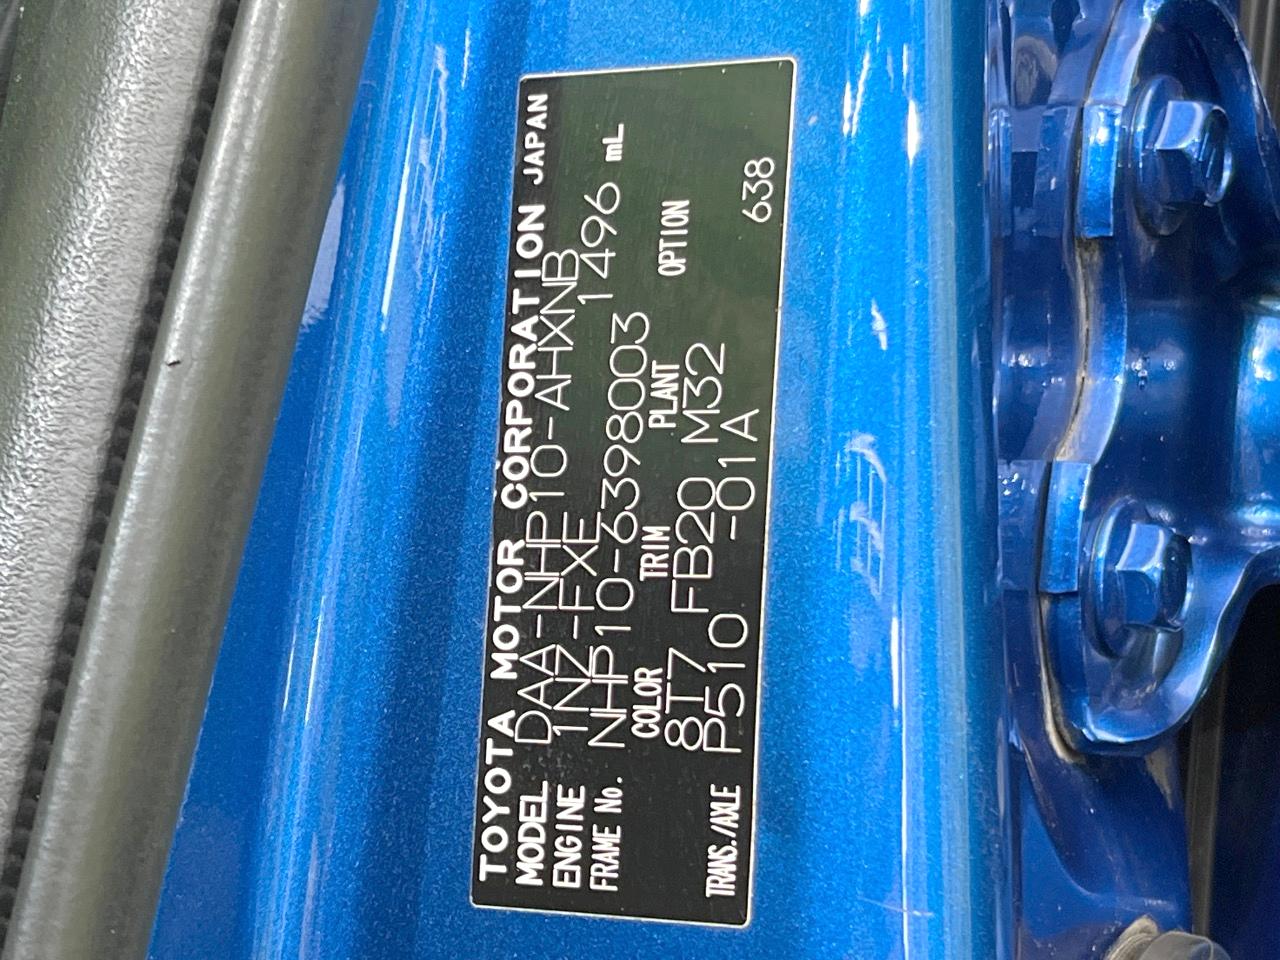 TOYOTA MOTOR CORPORATION JAPAN
MODEL DAA-NHP10-AHXNB
ENGINE 1NZ-FXE 1496 mL
FRAME No. NHP10-6398003
COLOR TRIM PLANT OPTION
8T7 FB20 M32
TRANS./AXLE P510 -01A 638